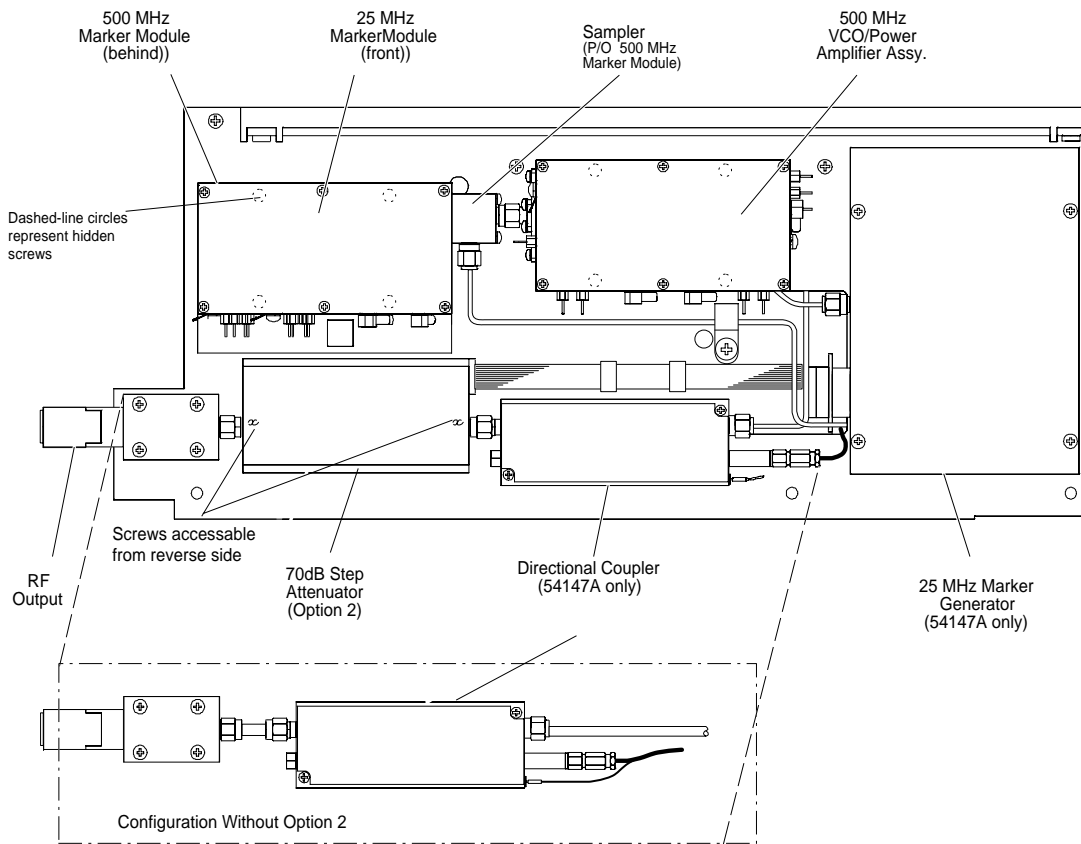 500 MHz
Marker Module
(behind))
25 MHz
MarkerModule
(front))
Sampler
(P/O 500 MHz
Marker Module)
500 MHz
VCO/Power
Amplifier Assy.
Dashed-line circles
represent hidden
screws
Screws accessable
from reverse side
RF
Output
70dB Step
Attenuator
(Option 2)
Directional Coupler
(54147A only)
25 MHz Marker
Generator
(54147A only)
Configuration Without Option 2